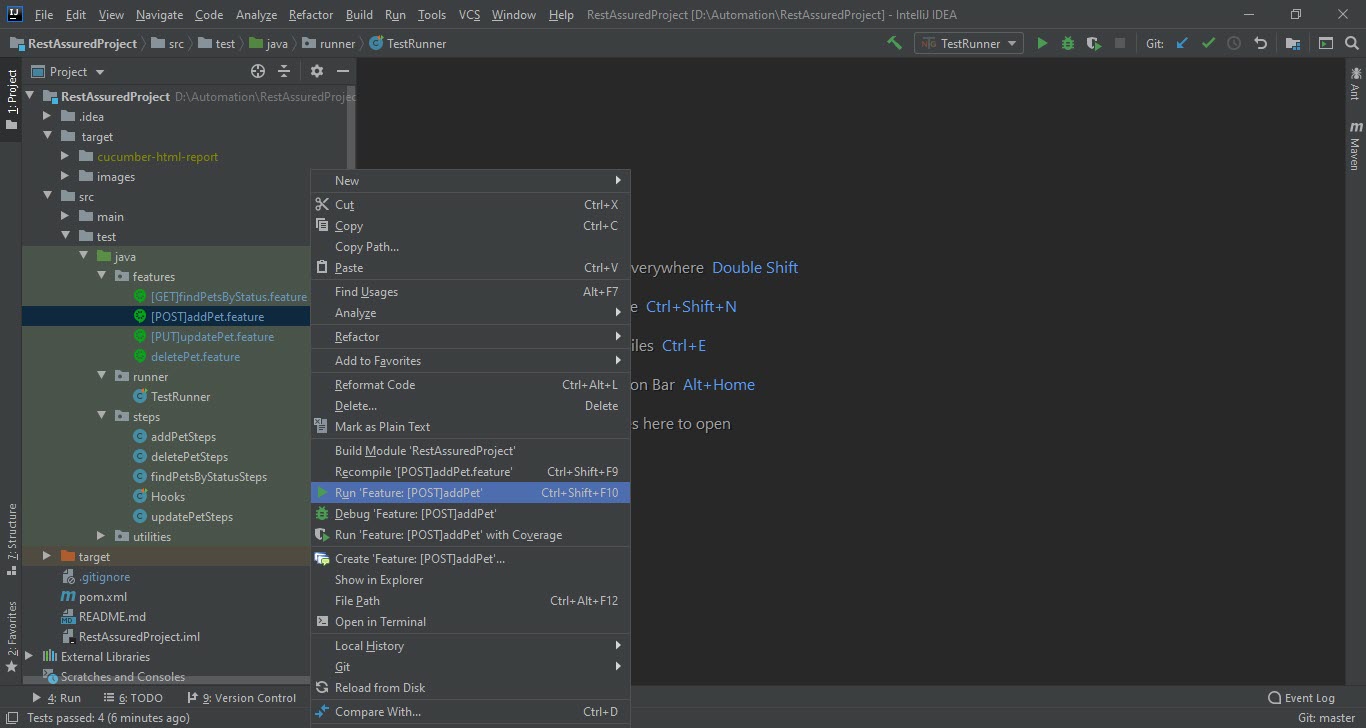 File Edit View Navigate Code Analyze Refactor Build Run Tools VCS Window Help RestAssuredProject [D:\Automation\RestAssuredProject] - IntelliJ IDEA
RestAssuredProject src test java runner TestRunner TestRunner Git:
1: Project
7: Structure
2: Favorites
Project
RestAssuredProject D:\Automation\RestAssuredProjec
.idea
target
cucumber-html-report
images
src
main
test
java
features
[GET]findPetsByStatus.feature
[POST]addPet.feature
[PUT]updatePet.feature
deletePet.feature
runner
TestRunner
steps
addPetSteps
deletePetSteps
findPetsByStatusSteps
Hooks
updatePetSteps
utilities
target
.gitignore
pom.xml
README.md
RestAssuredProject.iml
External Libraries
Scratches and Consoles
New
Cut Ctrl+X
Copy Ctrl+C
Copy Path...
Paste Ctrl+V
Find Usages Alt+F7
Analyze
Refactor
Add to Favorites
Reformat Code Ctrl+Alt+L
Delete... Delete
Mark as Plain Text
Build Module 'RestAssuredProject'
Recompile '[POST]addPet.feature' Ctrl+Shift+F9
Run 'Feature: [POST]addPet' Ctrl+Shift+F10
Debug 'Feature: [POST]addPet'
Run 'Feature: [POST]addPet' with Coverage
Create 'Feature: [POST]addPet'...
Show in Explorer
File Path Ctrl+Alt+F12
Open in Terminal
Local History
Git
Reload from Disk
Compare With... Ctrl+D
verywhere Double Shift
e Ctrl+Shift+N
iles Ctrl+E
on Bar Alt+Home
s here to open
Ant
m Maven
4: Run 6: TODO 9: Version Control Event Log
Tests passed: 4 (6 minutes ago) Git: master